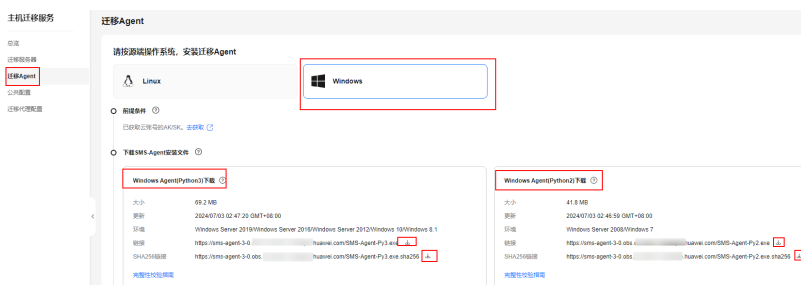 主机迁移服务
总览
迁移服务器
迁移Agent
公共配置
迁移代理配置
迁移Agent
请按源端操作系统，安装迁移Agent
Linux
Windows
前提条件
已获取云账号的AK/SK。去获取
下载SMS-Agent安装文件
Windows Agent(Python3)下载
大小 69.2 MB
更新 2024/07/03 02:47:20 GMT+08:00
环境 Windows Server 2019/Windows Server 2016/Windows Server 2012/Windows 10/Windows 8.1
链接 https://sms-agent-3-0. huawei.com/SMS-Agent-Py3.exe
SHA256链接 https://sms-agent-3-0.obs. huawei.com/SMS-Agent-Py3.exe.sha256
完整性校验指南
Windows Agent(Python2)下载
大小 41.8 MB
更新 2024/07/03 02:46:59 GMT+08:00
环境 Windows Server 2008/Windows 7
链接 https://sms-agent-3-0.obs. huawei.com/SMS-Agent-Py2.exe
SHA256链接 https://sms-agent-3-0.obs. .huawei.com/SMS-Agent-Py2.exe.sha256
完整性校验指南